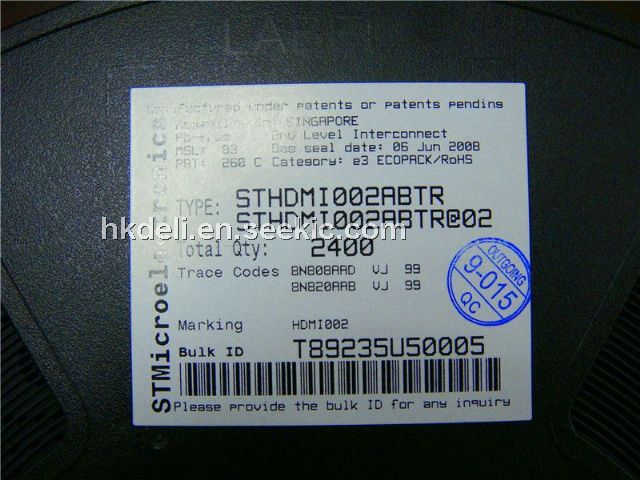 LABEL
Manufactured under patents or patents pending
Assembled in: SINGAPORE
Pb-free 2nd Level Interconnect
MSL: 03 Bag seal date: 06 Jun 2008
PBT: 260 C Category: e3 ECOPACK/RoHS
TYPE: STHDMI002ABTR
STHDMI002ABTR@02
hkdeli.en.seekic.com
Total Qty: 2400
Trace Codes 8N808AAD VJ 99
8N820AAB VJ 99
Marking HDMI002
Bulk ID T89235U50005
Please provide the bulk ID for any inquiry
STMicroelectronics
OUTGOING
9-015
QC